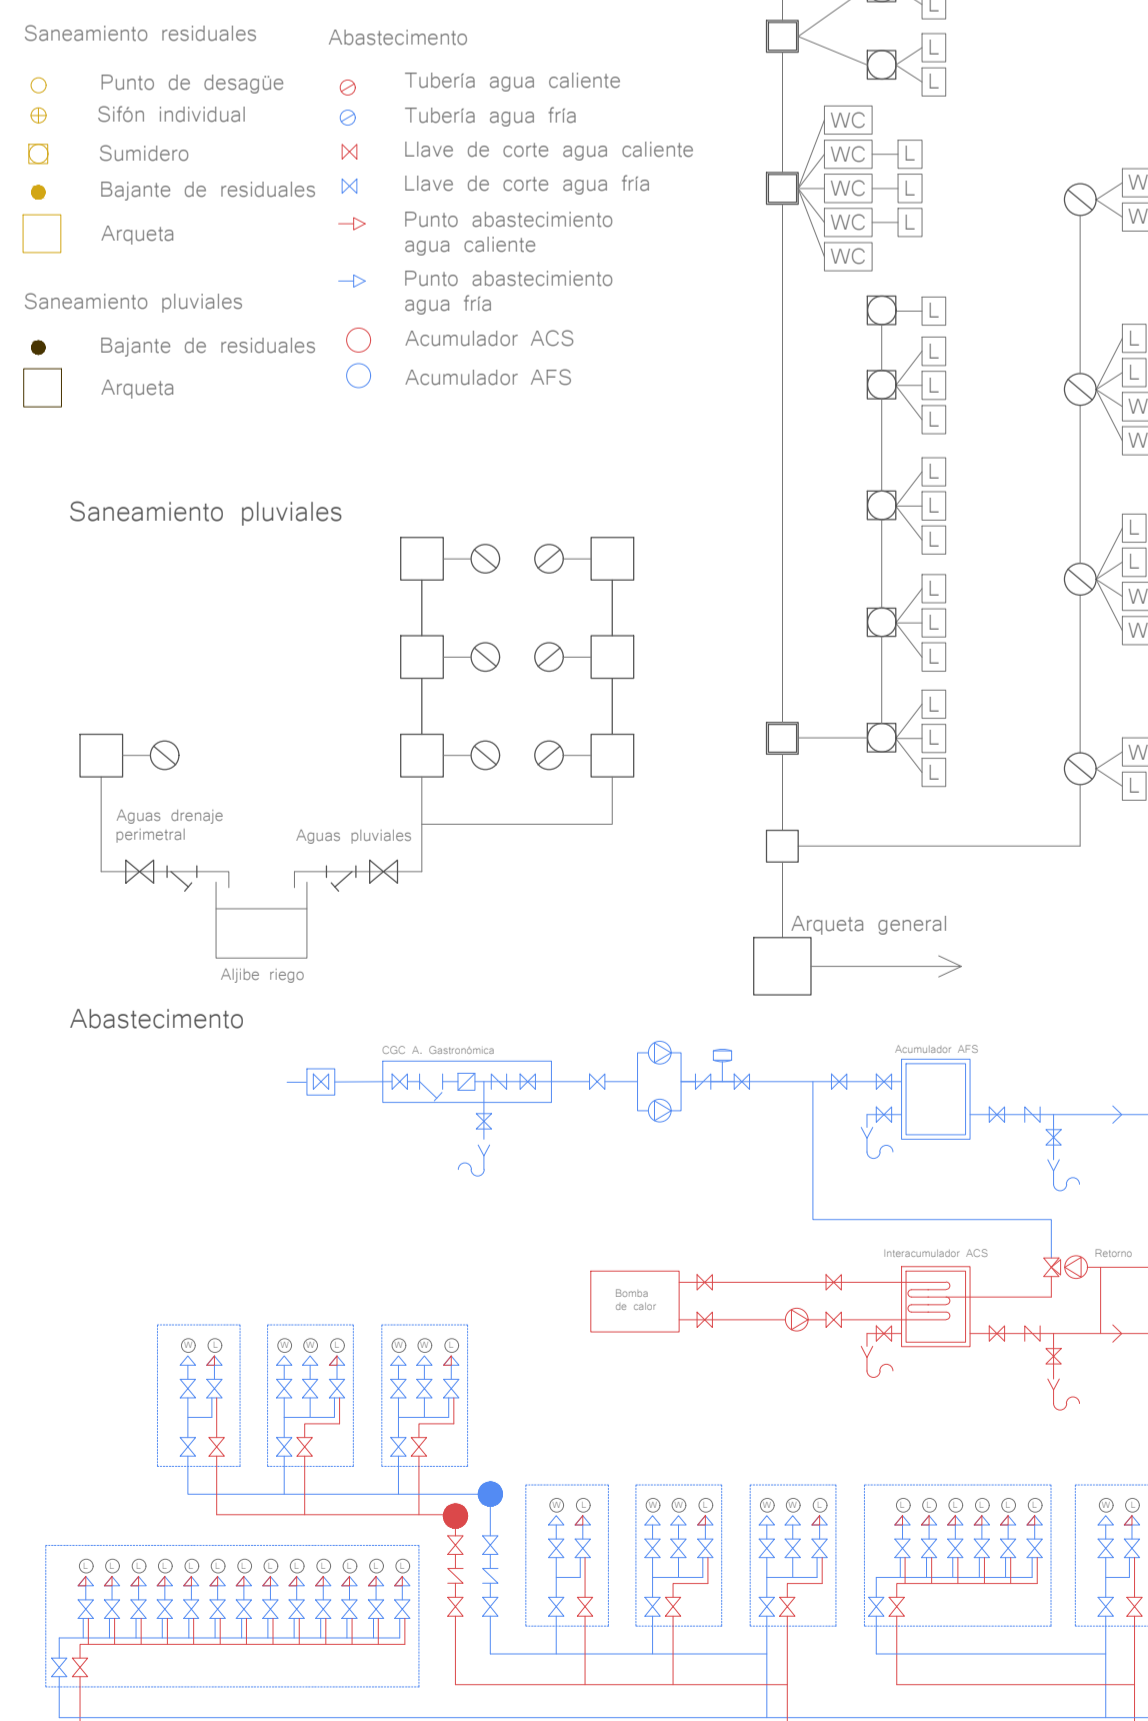 Saneamiento residuales
Punto de desagüe
Sifón individual
Sumidero
Bajante de residuales
Arqueta
Saneamiento pluviales
Bajante de residuales
Arqueta
Abastecimento
Tubería agua caliente
Tubería agua fría
Llave de corte agua caliente
Llave de corte agua fría
Punto abastecimiento
agua caliente
Punto abastecimiento
agua fría
Acumulador ACS
Acumulador AFS
L
L
L
WC
WC L
WC L
WC L
WC
L
L
L
L
L
L
L
L
L
L
L
L
L
W
W
L
L
W
W
L
L
W
W
W
L
Arqueta general
Saneamiento pluviales
Aguas drenaje
perimetral
Aguas pluviales
Aljibe riego
Abastecimento
CGC A. Gastronómica
Acumulador AFS
Interacumulador ACS
Retorno
Bomba
de calor
W L W W L W W L
W L W W L W W L L L L L L L W L
L L L L L L L L L L L L L